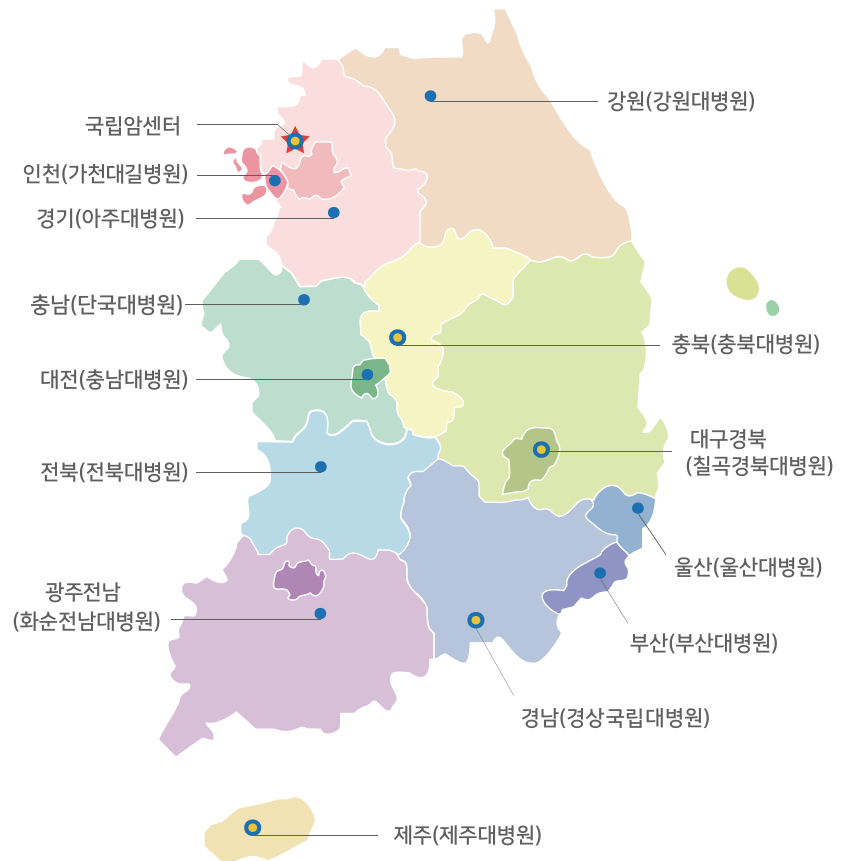 강원(강원대병원)
국립암센터
인천(가천대길병원)
경기(아주대병원)
충남(단국대병원)
충북(충북대병원)
대전(충남대병원)
대구경북
(칠곡경북대병원)
전북(전북대병원)
울산(울산대병원)
광주전남
(화순전남대병원)
부산(부산대병원)
경남(경상국립대병원)
제주(제주대병원)